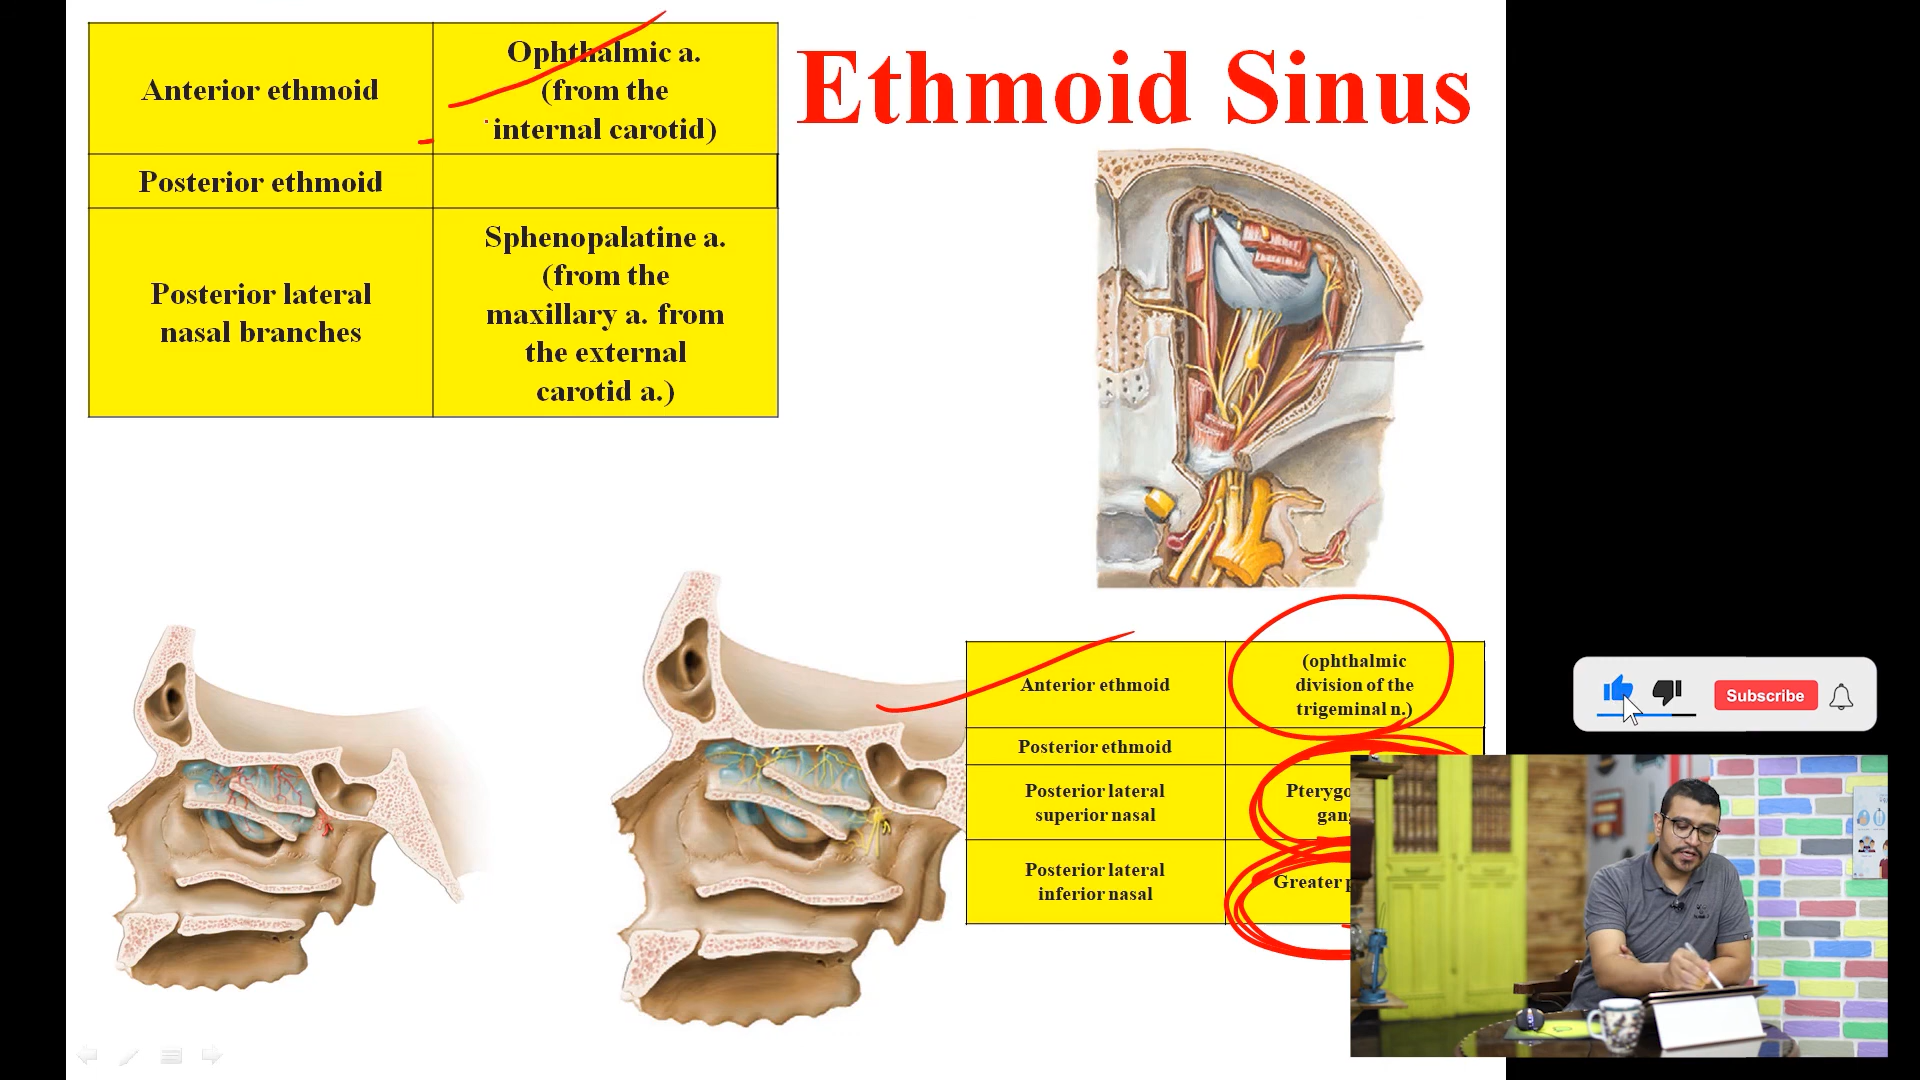 Ethmoid Sinus
Anterior ethmoid
Ophthalmic a.
(from the
internal carotid)
Posterior ethmoid
Posterior lateral
nasal branches
Sphenopalatine a.
(from the
maxillary a. from
the external
carotid a.)
Anterior ethmoid
(ophthalmic
division of the
trigeminal n.)
Posterior ethmoid
Posterior lateral
superior nasal
Posterior lateral
inferior nasal
Greater
Subscribe